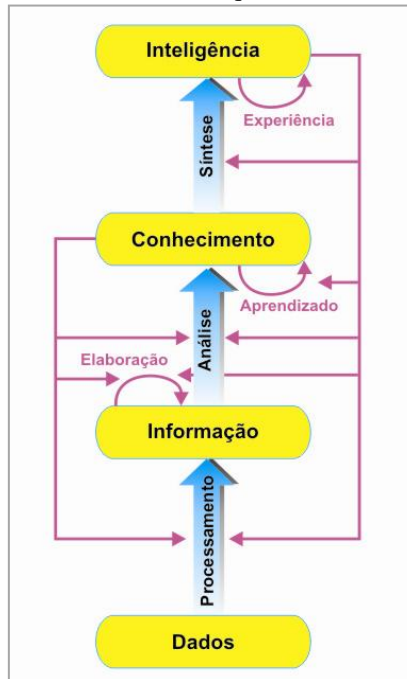 Inteligência
Experiência
Síntese
Conhecimento
Aprendizado
Análise
Elaboração
Informação
Processamento
Dados